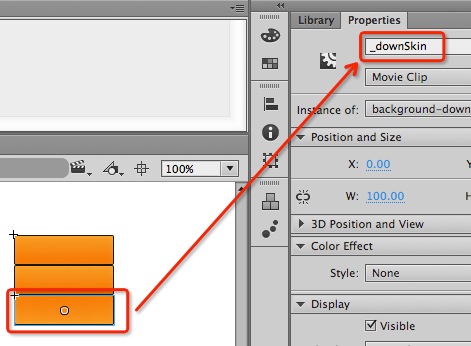 Library Properties
_downSkin
Movie Clip
Instance of: background-down
Position and Size
X: 0.00 Y
100%
W: 100.00 H
3D Position and View
Color Effect
Style: None
Display
Visible